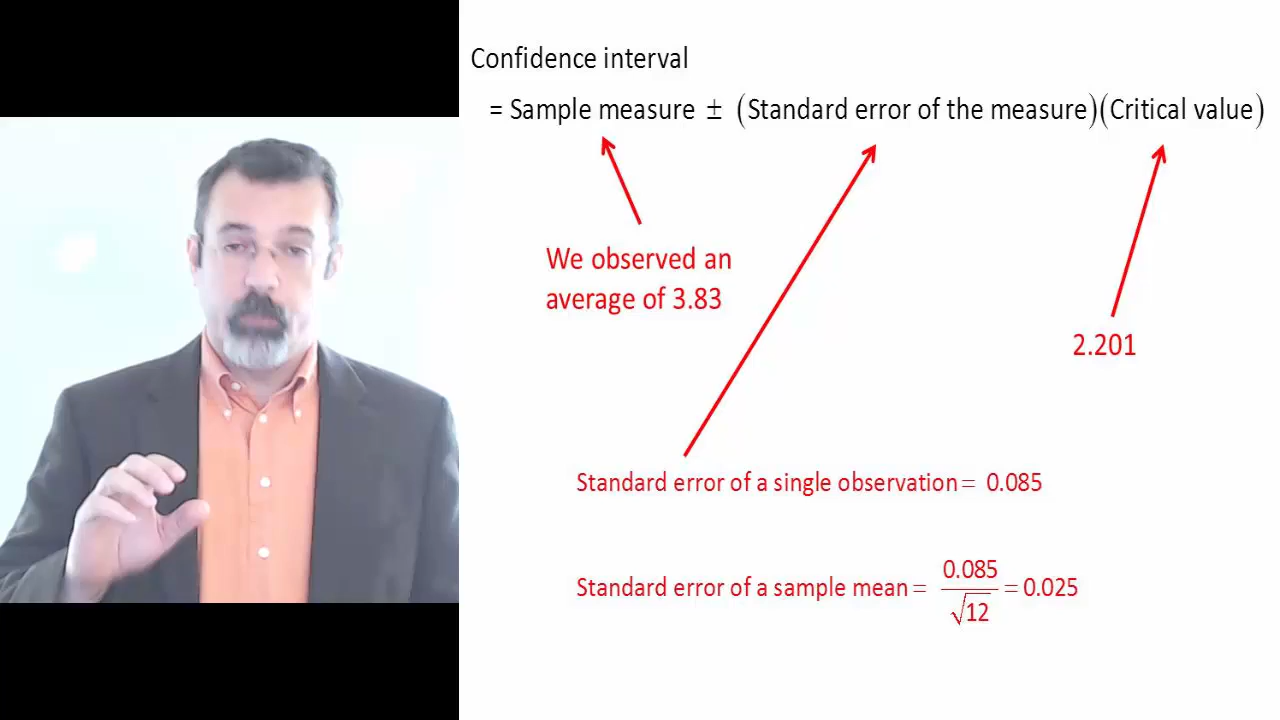 Confidence interval
= Sample measure ± (Standard error of the measure)(Critical value)
We observed an
average of 3.83
2.201
Standard error of a single observation = 0.085
Standard error of a sample mean = 0.085 / √12 = 0.025